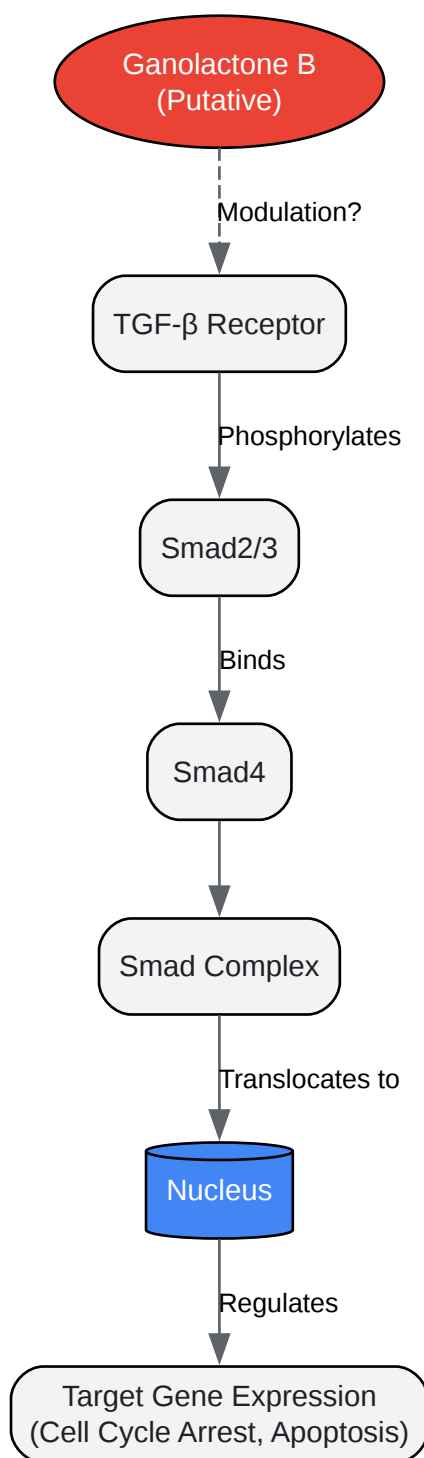 Ganolactone B
(Putative)
Modulation?
TGF-β Receptor
Phosphorylates
Smad2/3
Binds
Smad4
Smad Complex
Translocates to
Nucleus
Regulates
Target Gene Expression
(Cell Cycle Arrest, Apoptosis)